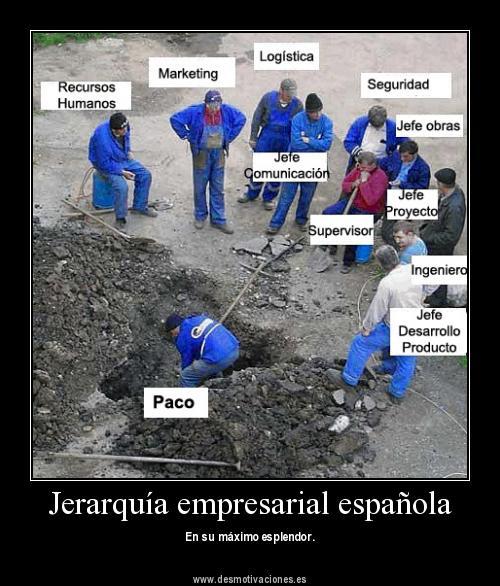 Logística
Marketing
Recursos
Humanos
Seguridad
Jefe obras
Jefe
Comunicación
Jefe
Proyecto
Supervisor
Ingeniero
Jefe
Desarrollo
Producto
Paco
Jerarquía empresarial española
En su máximo esplendor.
www.desmotivaciones.es